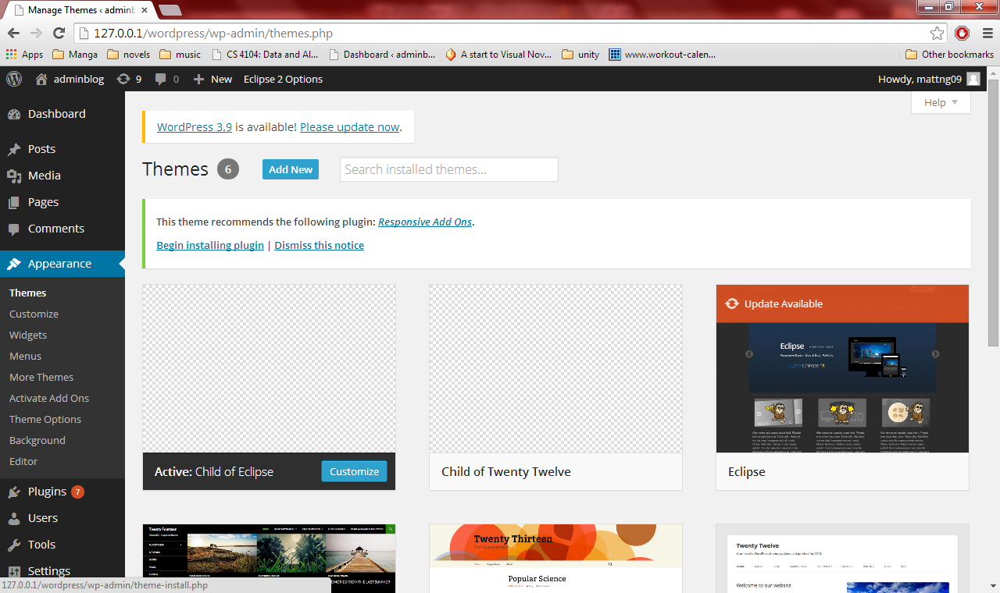 Manage Themes ‹ adminb
127.0.0.1/wordpress/wp-admin/themes.php
Apps Manga novels music CS 4104: Data and Al... Dashboard ‹ adminb... A start to Visual Nov... unity www.workout-calen... Other bookmarks
adminblog 9 0 New Eclipse 2 Options Howdy, mattng09
Help
Dashboard
Posts
Media
Pages
Comments
Appearance
Themes
Customize
Widgets
Menus
More Themes
Activate Add Ons
Theme Options
Background
Editor
Plugins 7
Users
Tools
Settings
WordPress 3.9 is available! Please update now.
Themes 6 Add New Search installed themes...
This theme recommends the following plugin: Responsive Add Ons.
Begin installing plugin | Dismiss this notice
Active: Child of Eclipse Customize
Child of Twenty Twelve
Update Available
Eclipse
CyberChimps
Eclipse
Twenty Fourteen
Twenty Thirteen
Popular Science
Twenty Twelve
Welcome to our website
127.0.0.1/wordpress/wp-admin/theme-install.php